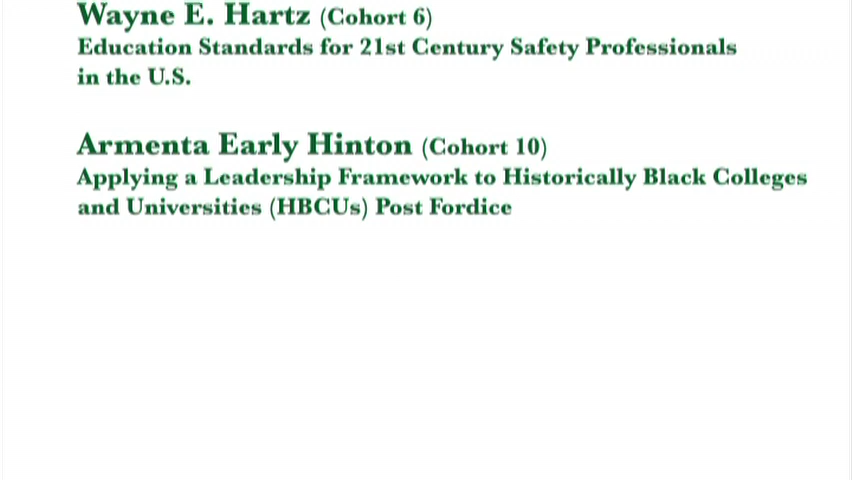 Wayne E. Hartz (Cohort 6)
Education Standards for 21st Century Safety Professionals
in the U.S.
Armenta Early Hinton (Cohort 10)
Applying a Leadership Framework to Historically Black Colleges
and Universities (HBCUs) Post Fordice